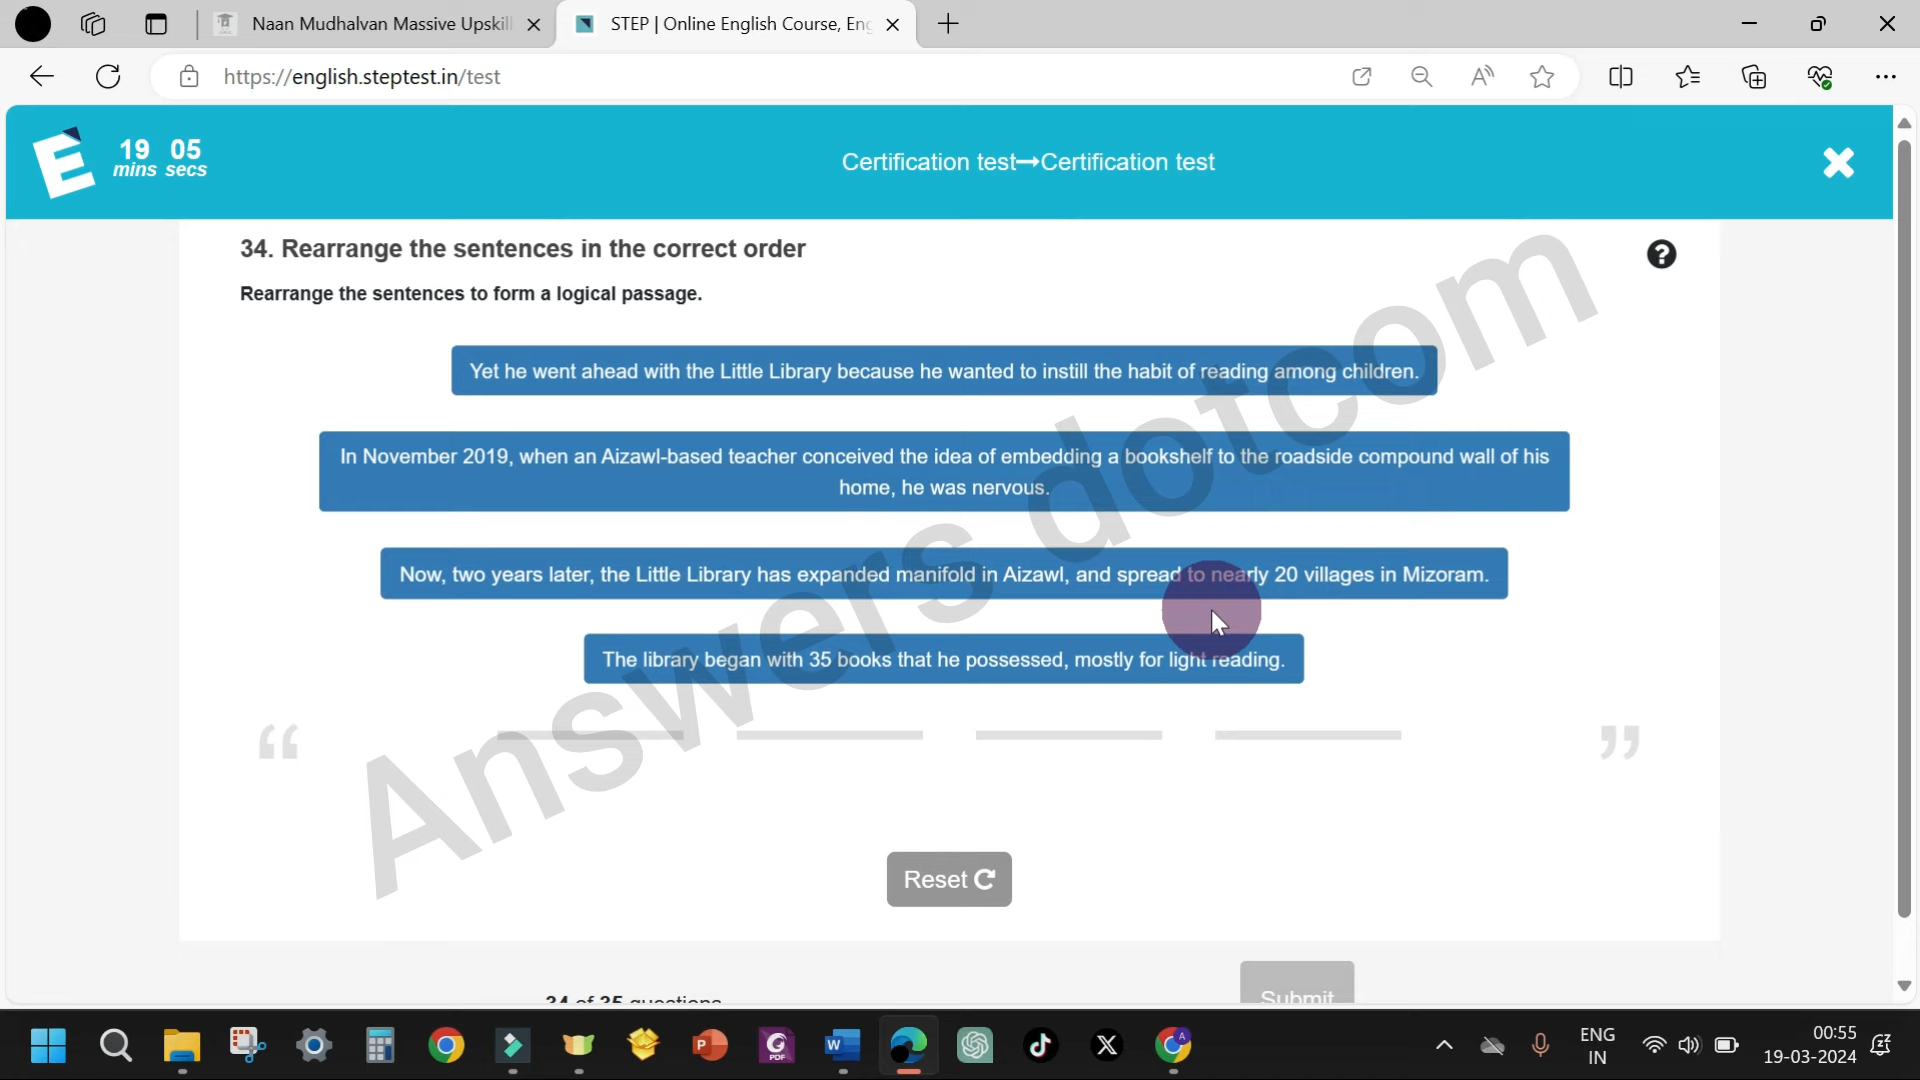 Naan Mudhalvan Massive Upskil
STEP | Online English Course, Eng
https://english.steptest.in/test
19 05
mins secs
Certification test→Certification test
34. Rearrange the sentences in the correct order
Rearrange the sentences to form a logical passage.
Yet he went ahead with the Little Library because he wanted to instill the habit of reading among children.
In November 2019, when an Aizawl-based teacher conceived the idea of embedding a bookshelf to the roadside compound wall of his
home, he was nervous.
Now, two years later, the Little Library has expanded manifold in Aizawl, and spread to nearly 20 villages in Mizoram.
The library began with 35 books that he possessed, mostly for light reading.
“ ”
Answers dotcom
Reset
34 of 35 questions
Submit
ENG
IN
00:55
19-03-2024